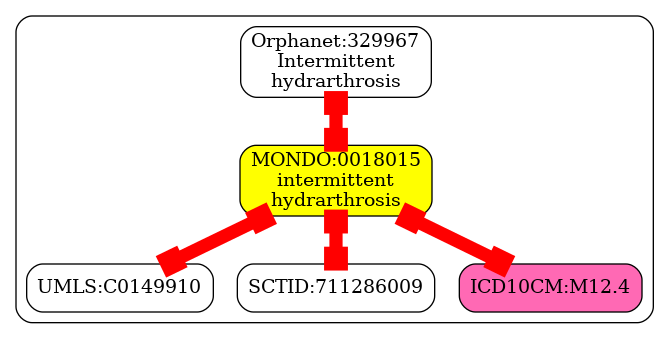 Orphanet:329967
Intermittent
hydrarthrosis
MONDO:0018015
intermittent
hydrarthrosis
UMLS:C0149910
SCTID:711286009
ICD10CM:M12.4